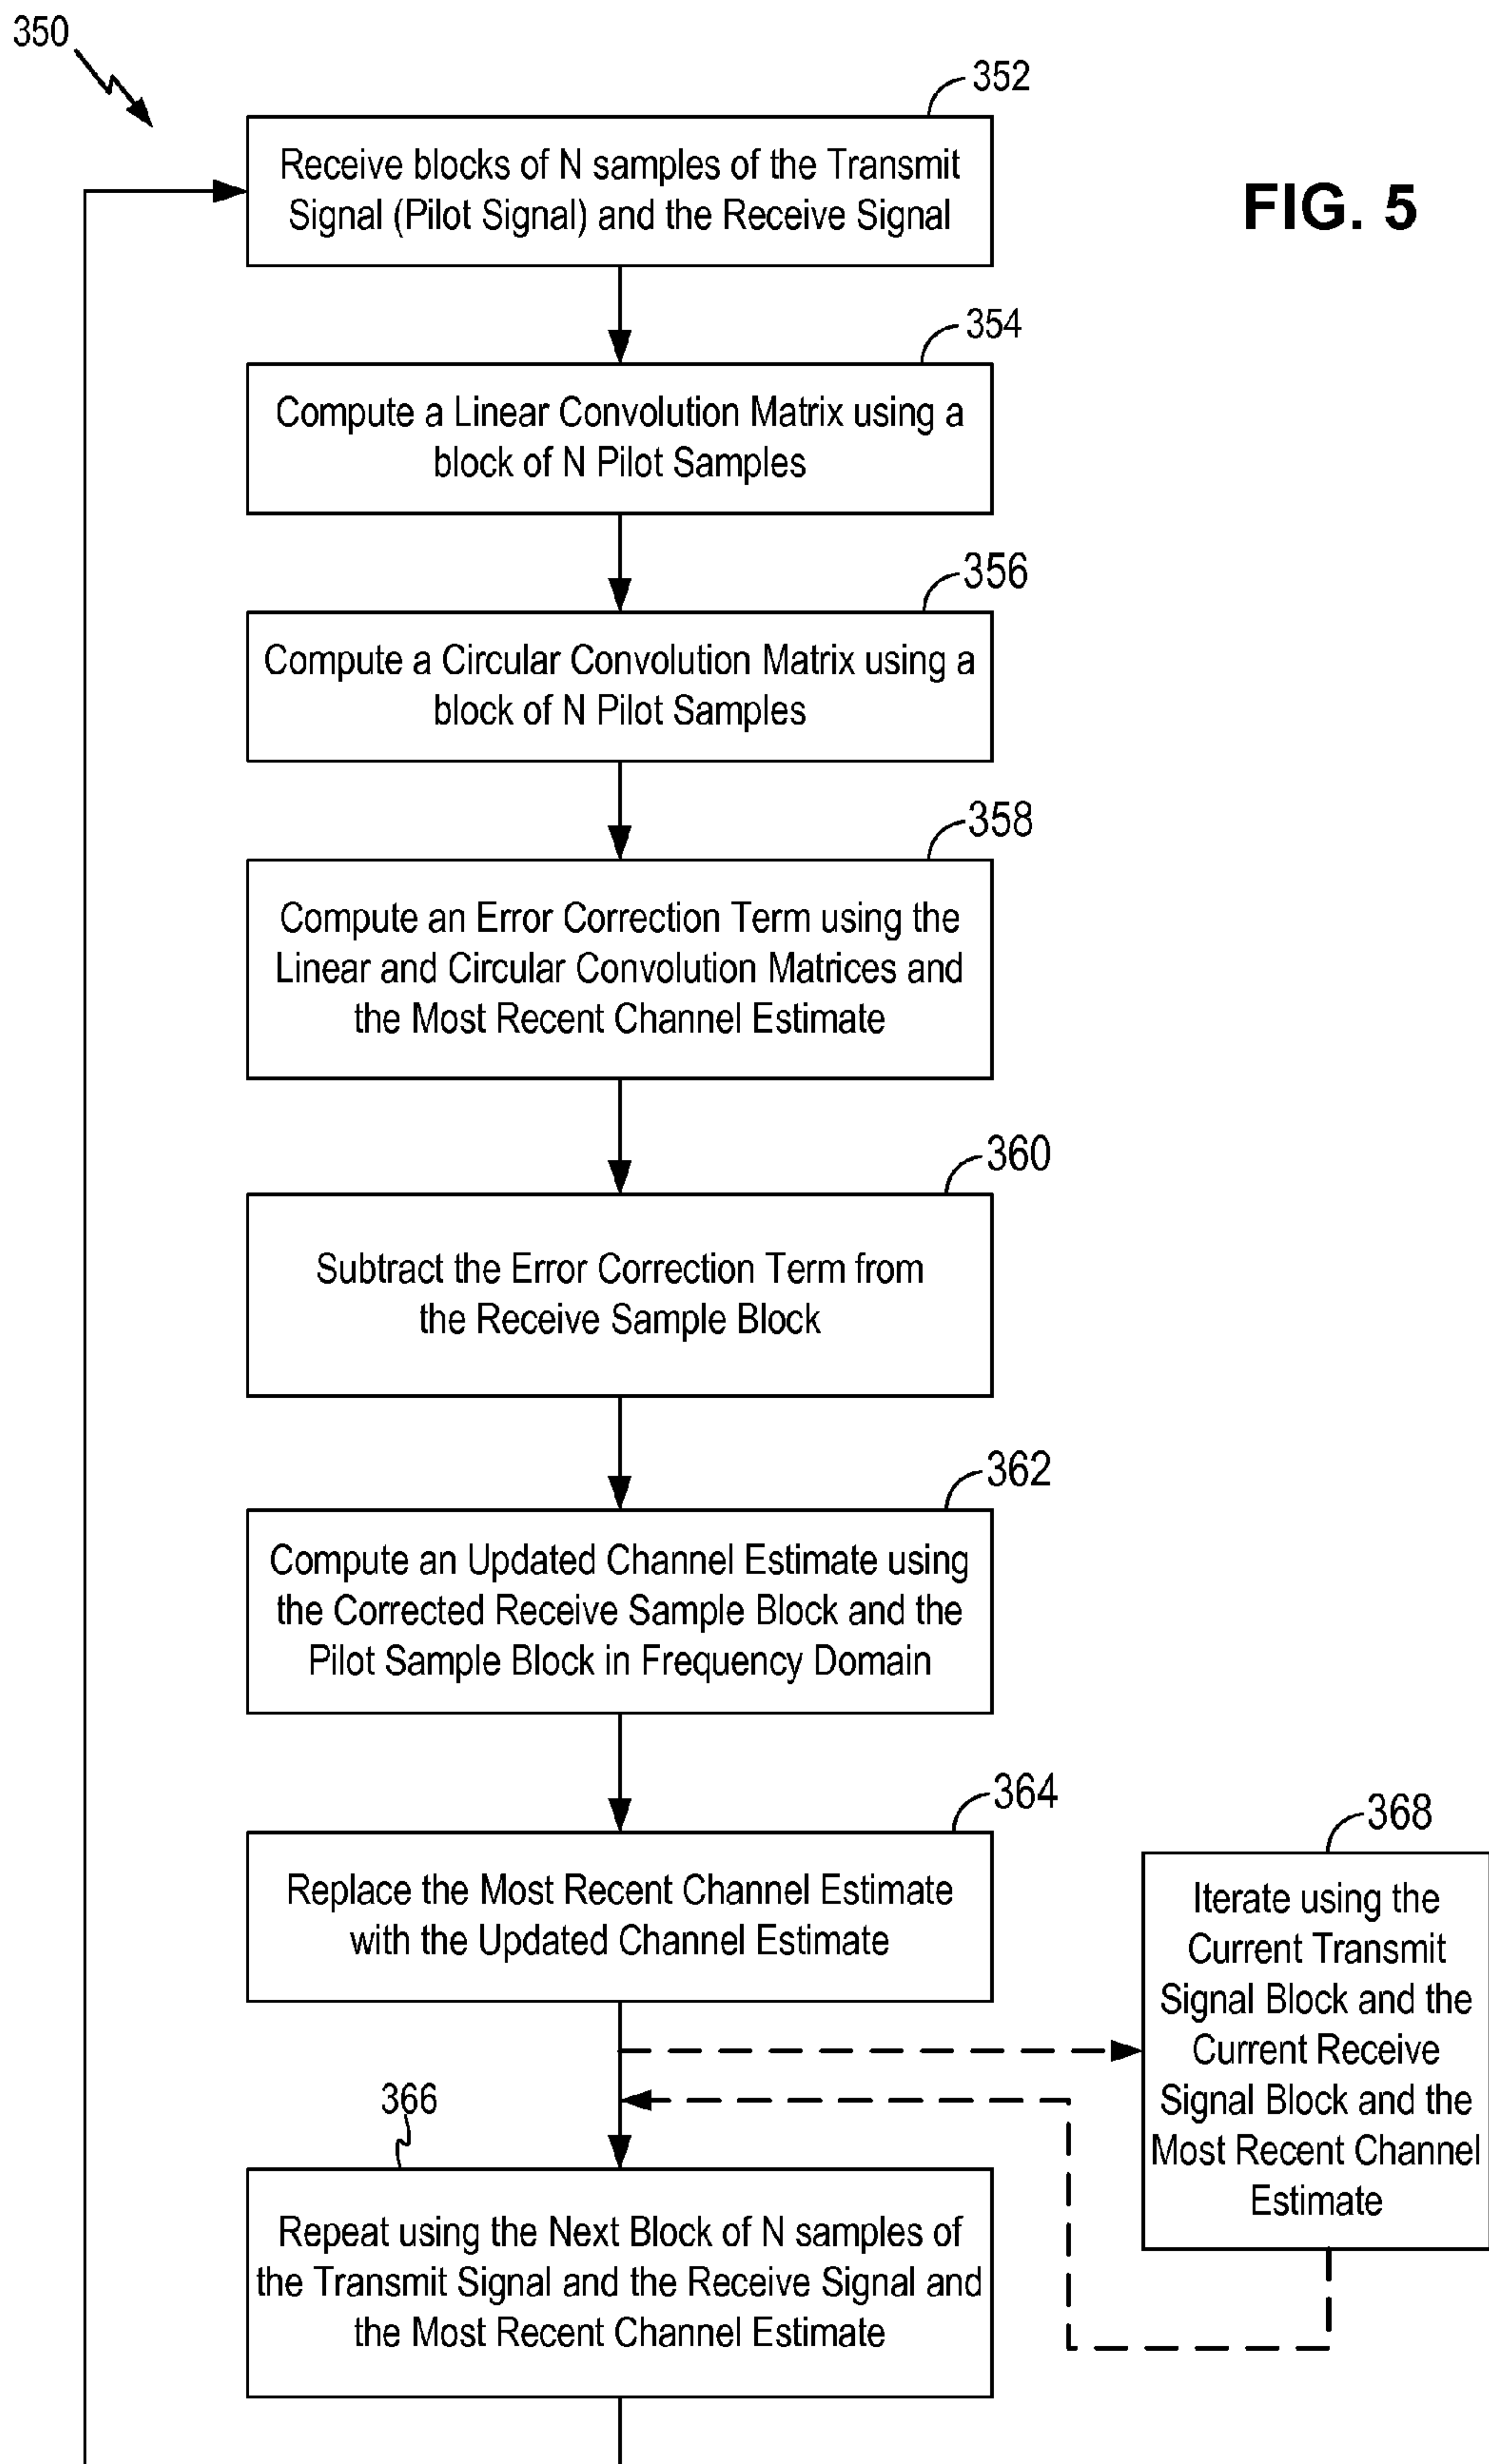 350
352
Receive blocks of N samples of the Transmit
Signal (Pilot Signal) and the Receive Signal
FIG. 5
354
Compute a Linear Convolution Matrix using a
block of N Pilot Samples
356
Compute a Circular Convolution Matrix using a
block of N Pilot Samples
358
Compute an Error Correction Term using the
Linear and Circular Convolution Matrices and
the Most Recent Channel Estimate
360
Subtract the Error Correction Term from
the Receive Sample Block
362
Compute an Updated Channel Estimate using
the Corrected Receive Sample Block and the
Pilot Sample Block in Frequency Domain
364
Replace the Most Recent Channel Estimate
with the Updated Channel Estimate
368
Iterate using the
Current Transmit
Signal Block and the
Current Receive
Signal Block and the
Most Recent Channel
Estimate
366
Repeat using the Next Block of N samples of
the Transmit Signal and the Receive Signal and
the Most Recent Channel Estimate